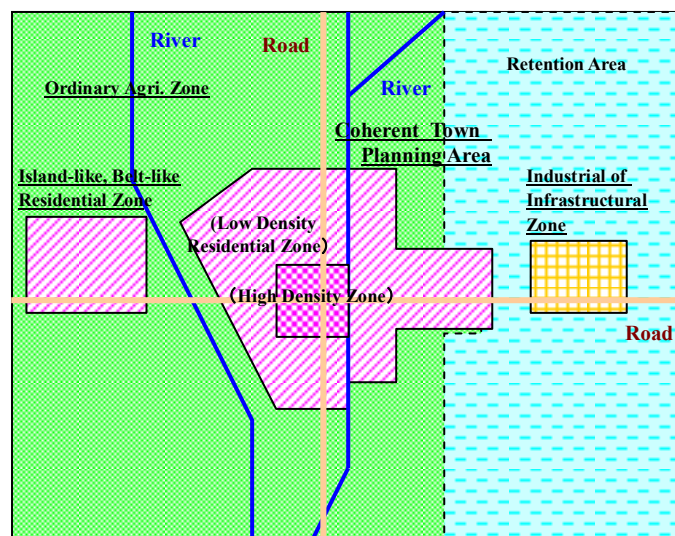 River
Road
Retention Area
Ordinary Agri. Zone
River
Coherent Town
Planning Area
Island-like, Belt-like
Residential Zone
Industrial of
Infrastructural
Zone
(Low Density
Residential Zone)
(High Density Zone)
Road